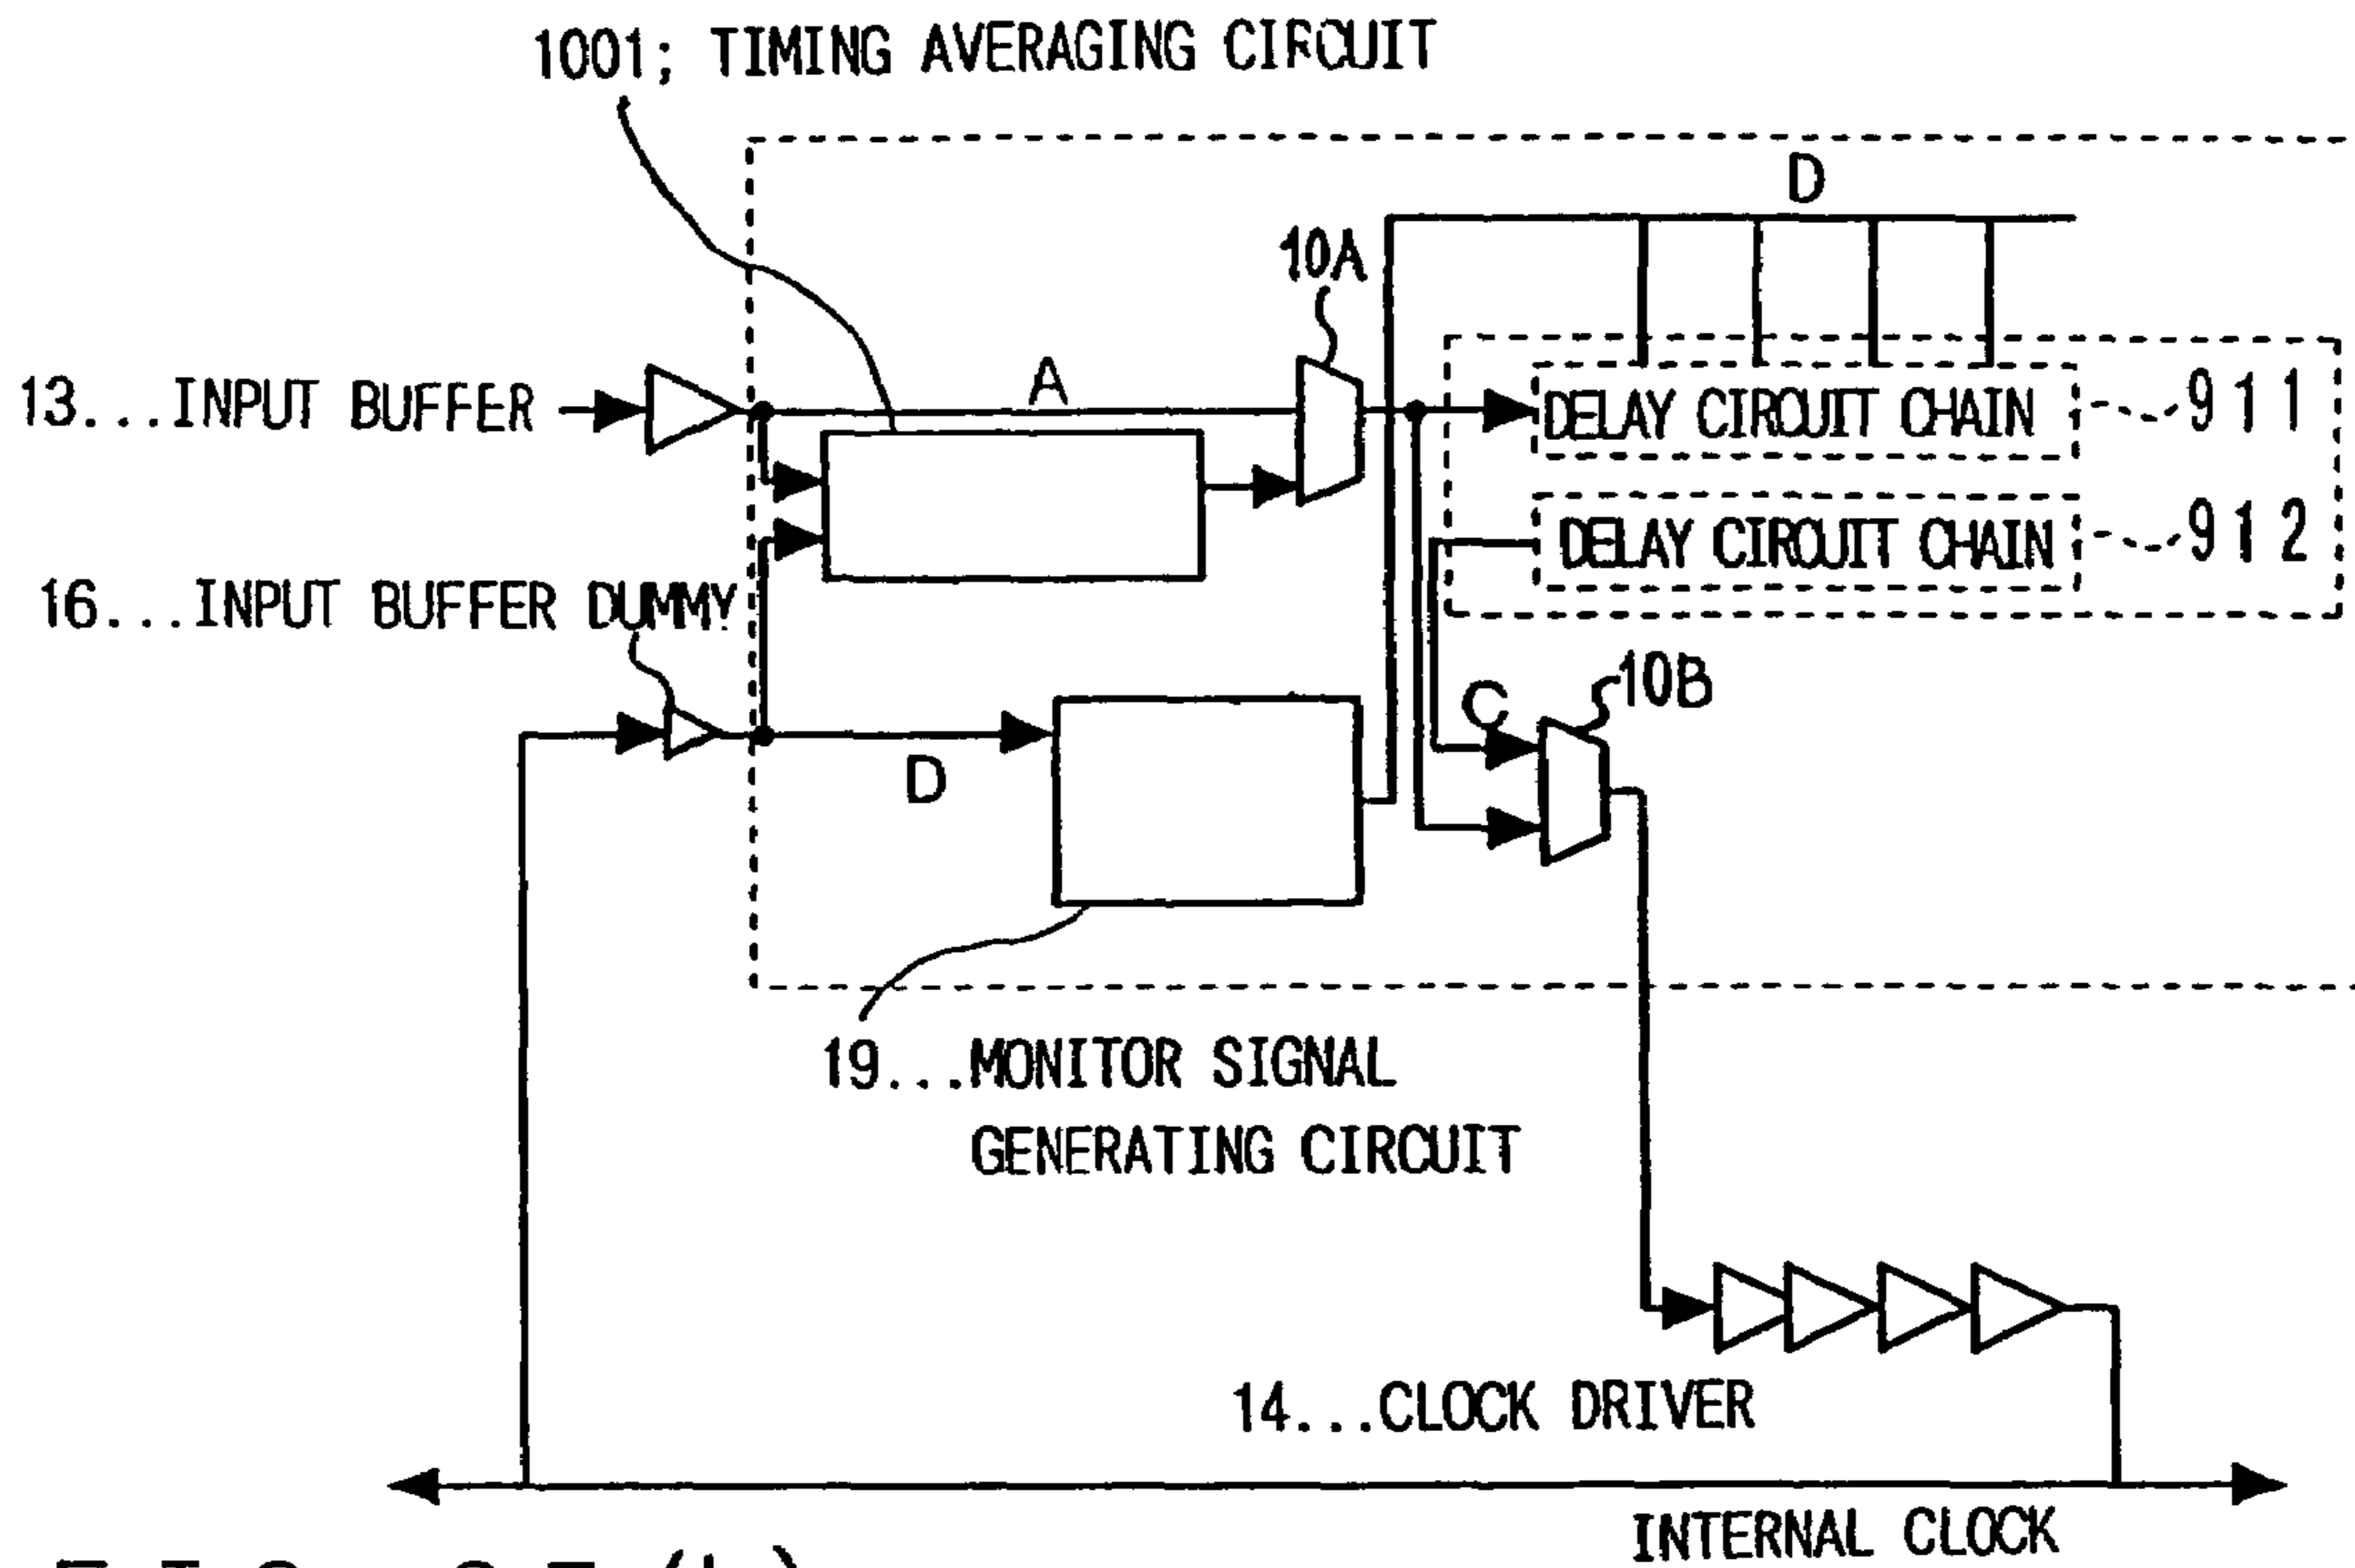 1001; TIMING AVERAGING CIRCUIT
D
10A
13...INPUT BUFFER
A
DELAY CIRCUIT CHAIN
911
DELAY CIRCUIT CHAIN
912
16...INPUT BUFFER DUMMY
C
10B
D
19...MONITOR SIGNAL
GENERATING CIRCUIT
14...CLOCK DRIVER
INTERNAL CLOCK